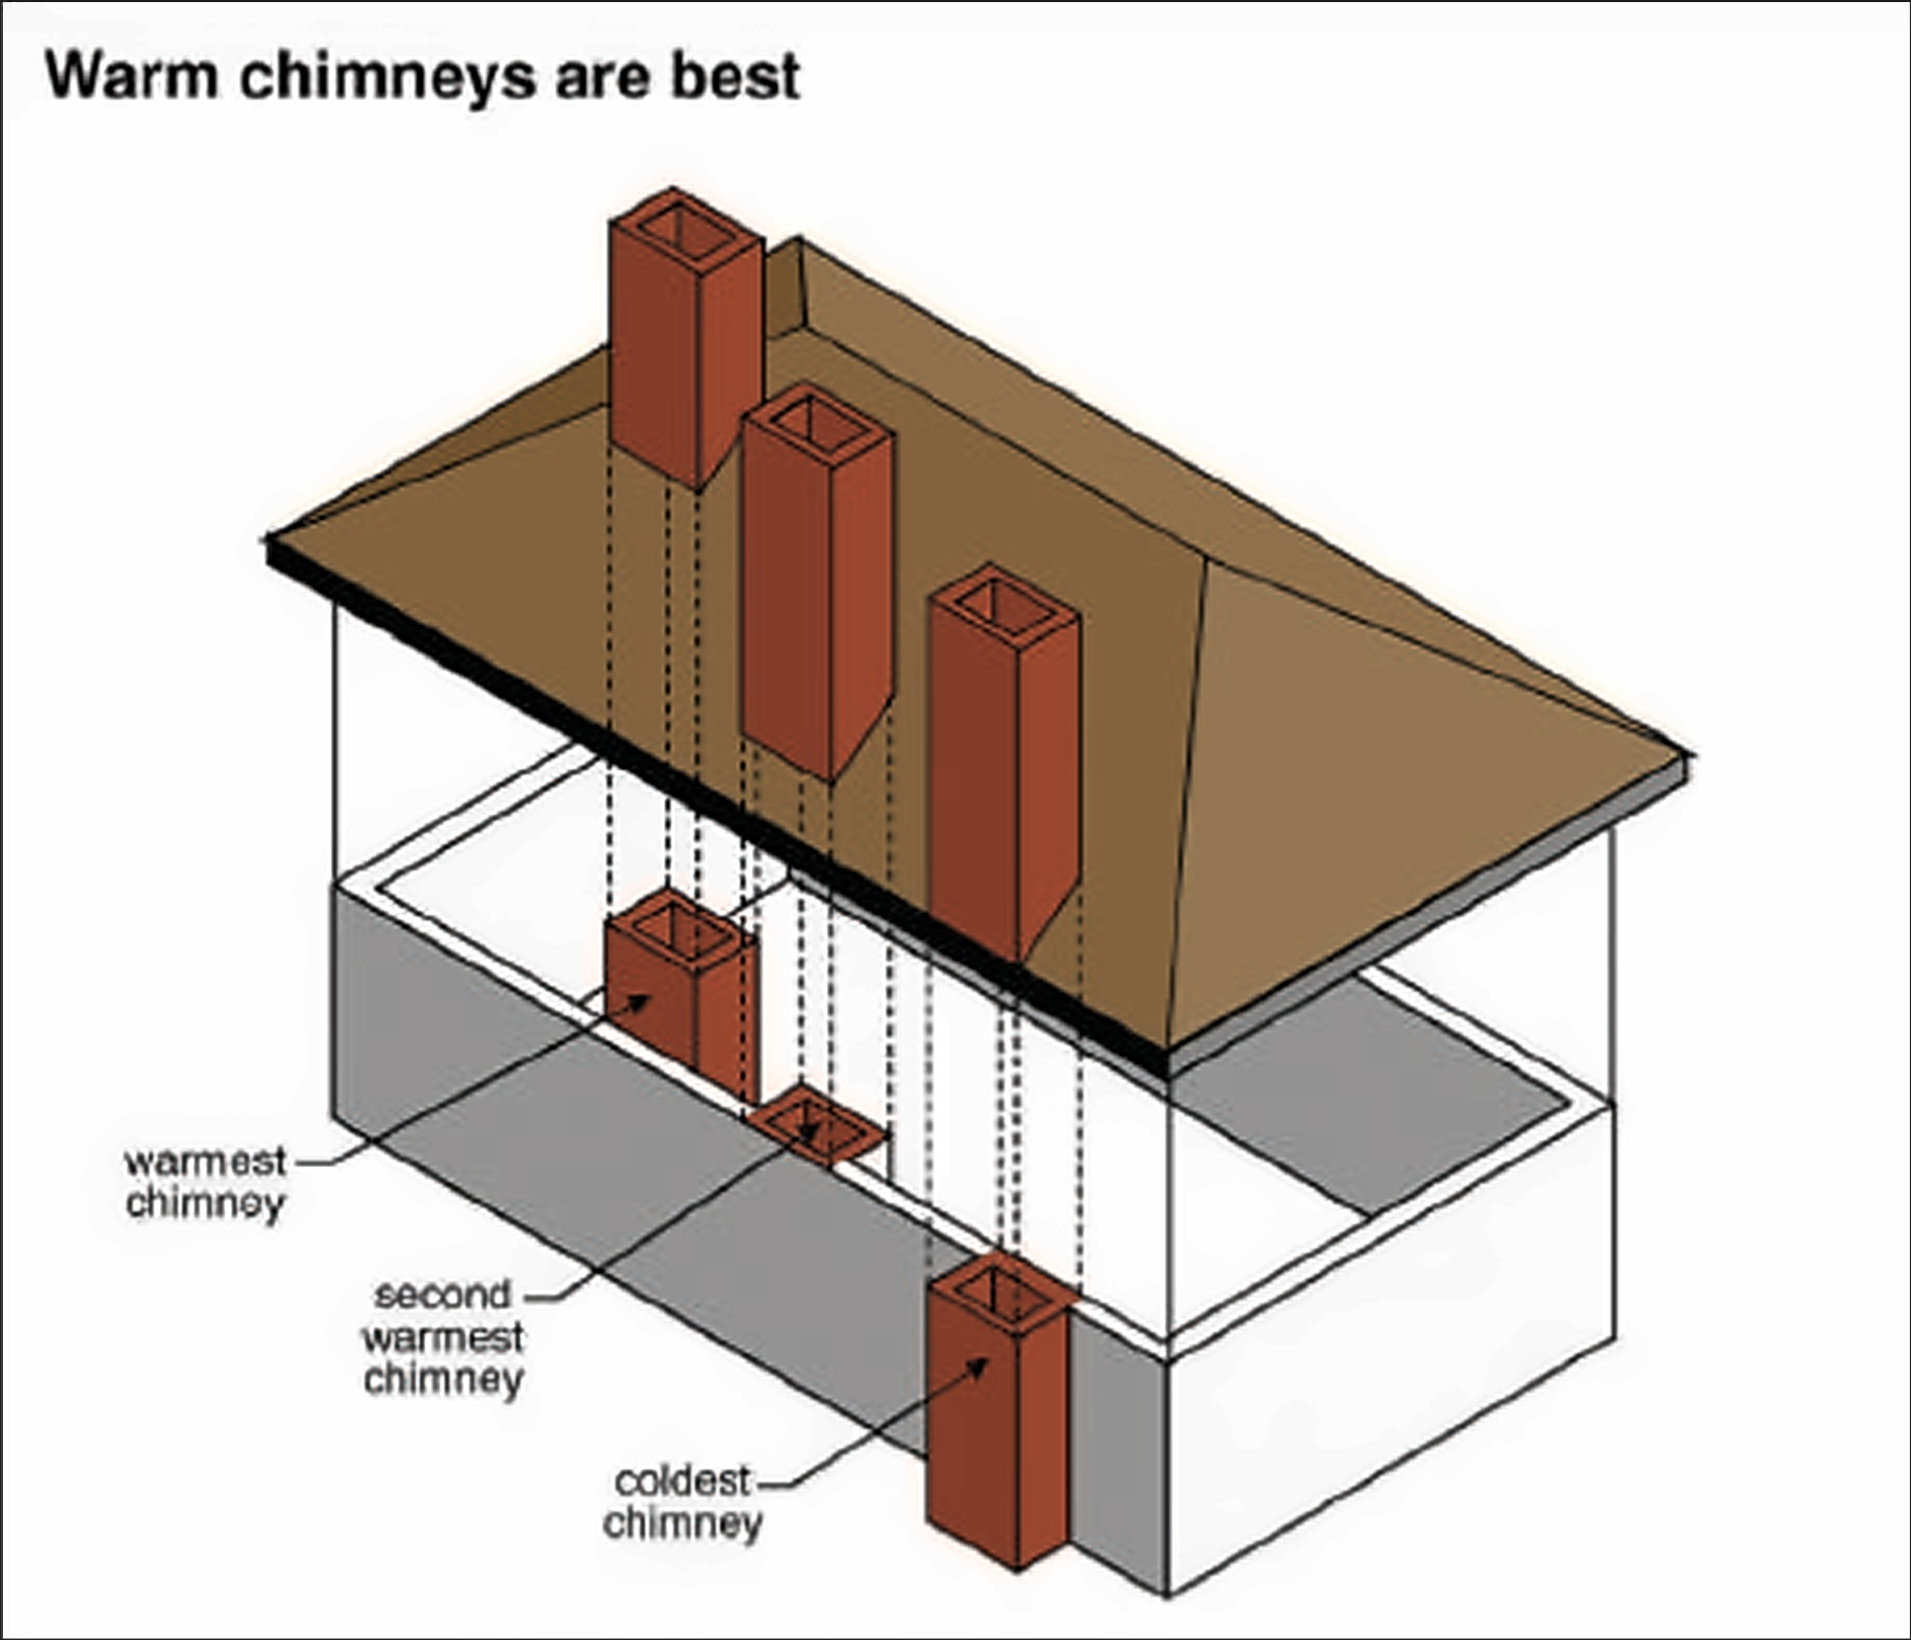 Warm chimneys are best
warmest
chimney
second
warmest
chimney
coldest
chimney